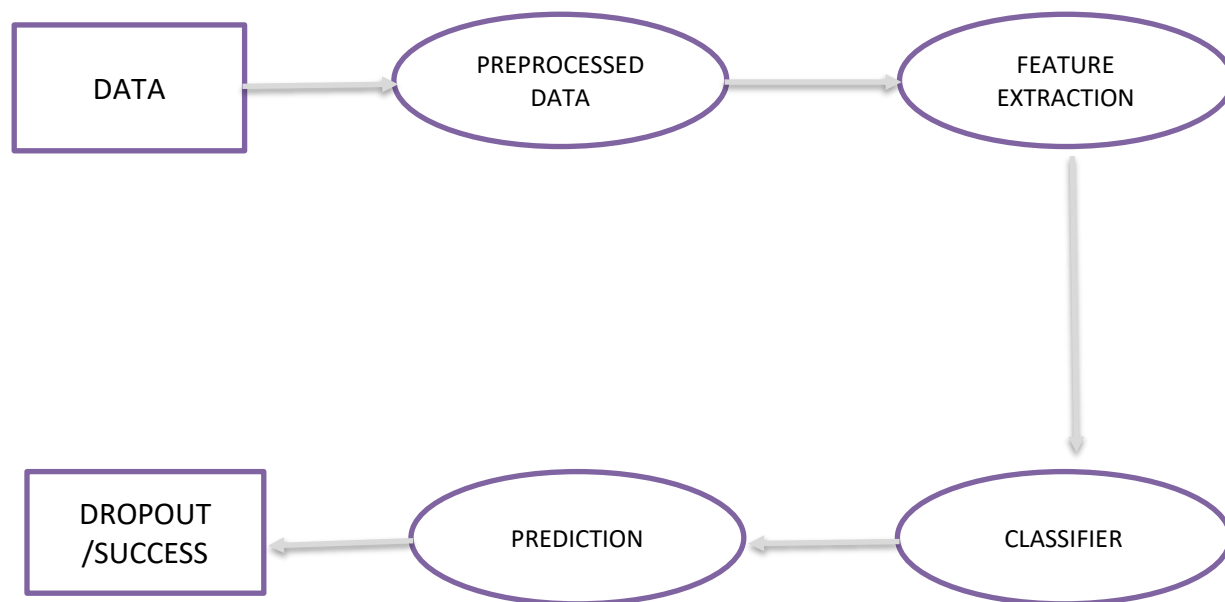 DATA
PREPROCESSED
DATA
FEATURE
EXTRACTION
DROPOUT
/SUCCESS
PREDICTION
CLASSIFIER